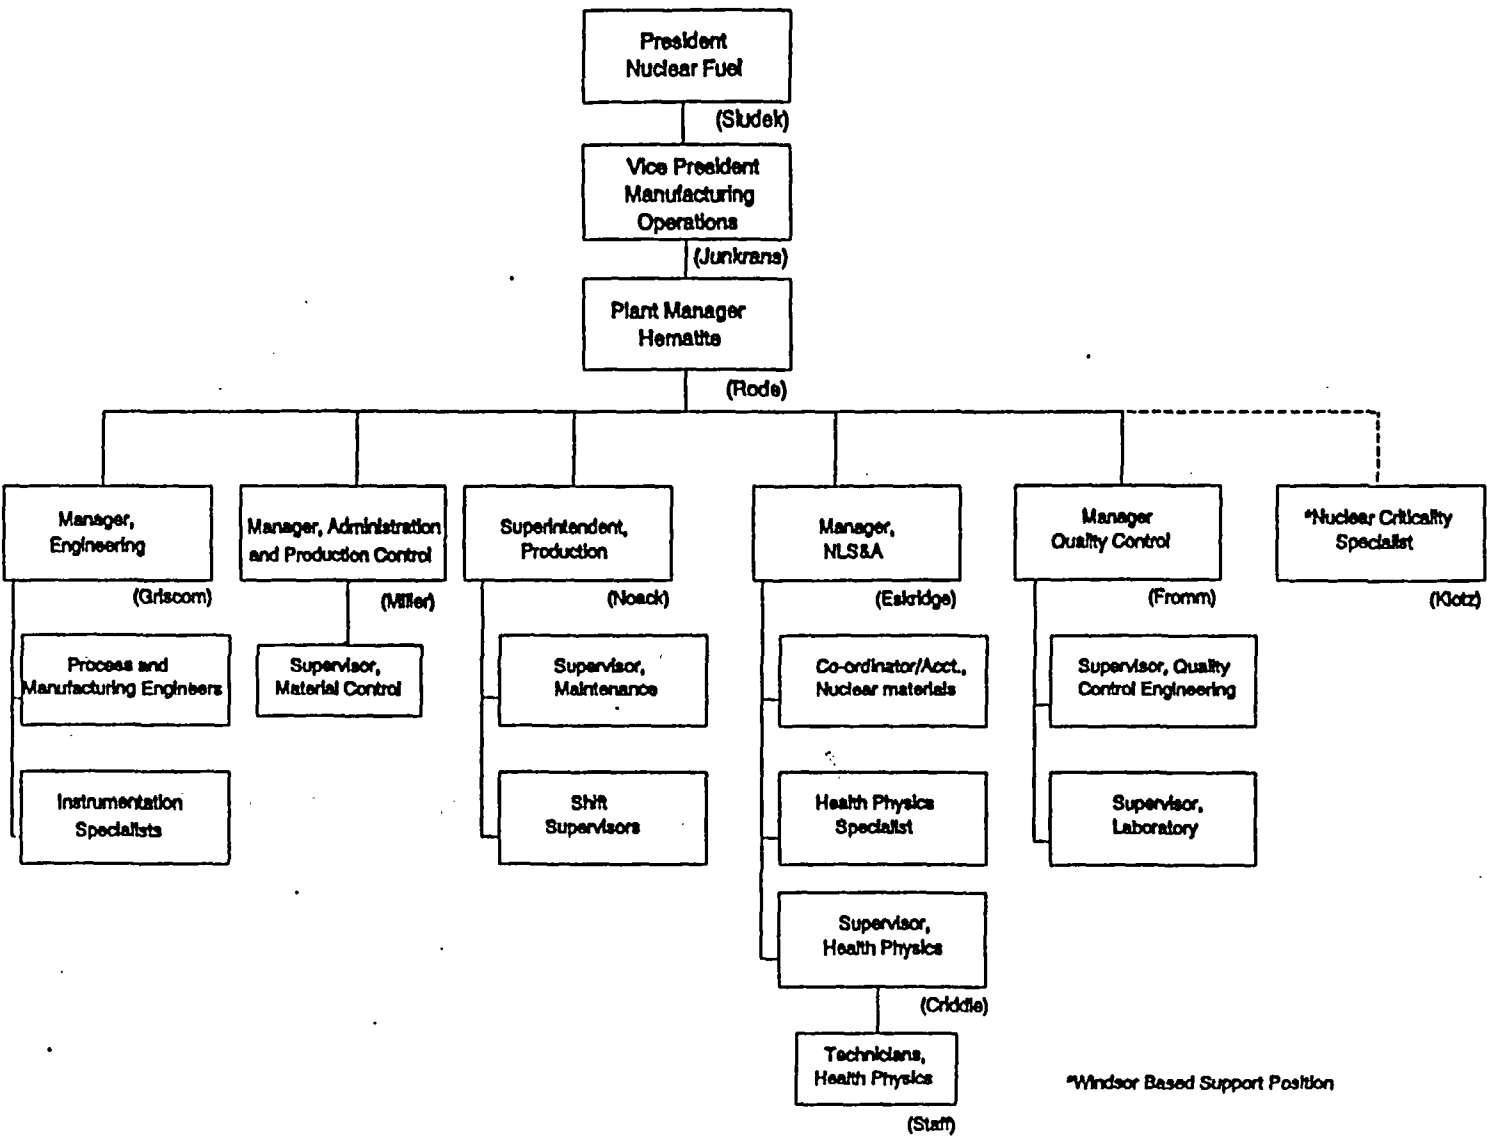 President
Nuclear Fuel
(Sludek)
Vice President
Manufacturing
Operations
(Junkrans)
Plant Manager
Hematite
(Rode)
Manager,
Engineering
(Griscom)
Manager, Administration
and Production Control
(Miller)
Superintendent,
Production
(Noack)
Manager,
NLS&A
(Eskridge)
Manager
Quality Control
(Fromm)
*Nuclear Criticality
Specialist
(Klotz)
Process and
Manufacturing Engineers
Supervisor,
Material Control
Supervisor,
Maintenance
Co-ordinator/Acct.,
Nuclear materials
Supervisor, Quality
Control Engineering
Instrumentation
Specialists
Shift
Supervisors
Health Physics
Specialist
Supervisor,
Laboratory
Supervisor,
Health Physics
(Criddle)
Technicians,
Health Physics
(Staff)
*Windsor Based Support Position